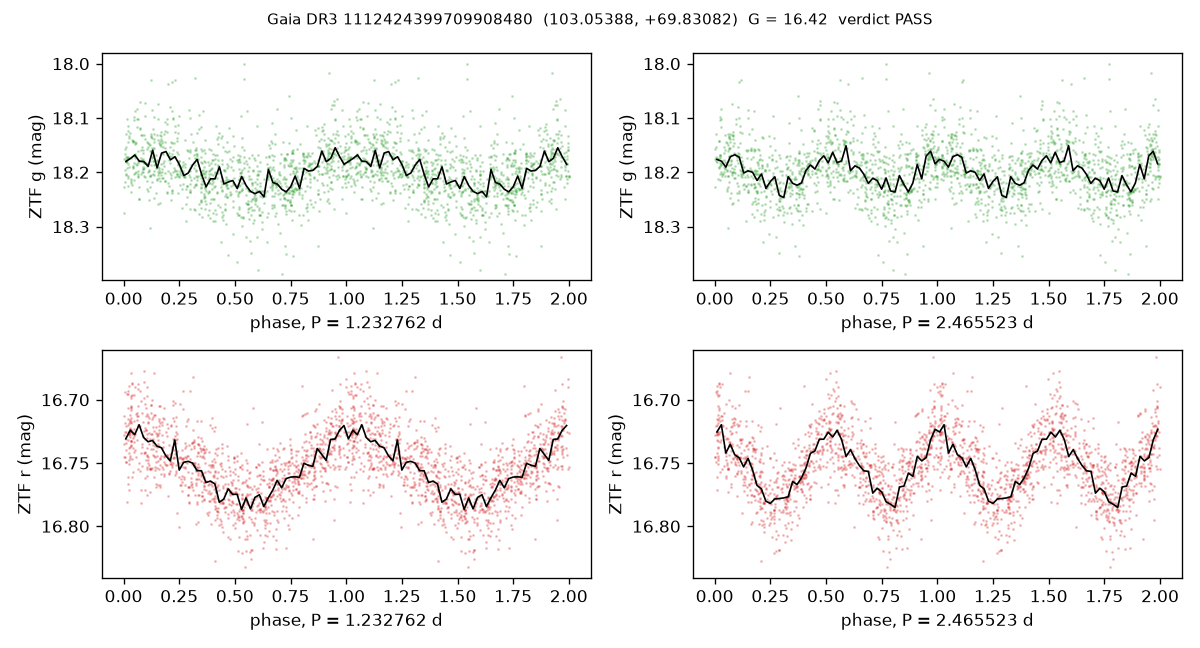 Gaia DR3 1112424399709908480 (103.05388, +69.83082) G = 16.42 verdict PASS
ZTF g (mag)
18.0
18.1
18.2
18.3
0.00 0.25 0.50 0.75 1.00 1.25 1.50 1.75 2.00
phase, P = 1.232762 d
ZTF g (mag)
18.0
18.1
18.2
18.3
0.00 0.25 0.50 0.75 1.00 1.25 1.50 1.75 2.00
phase, P = 2.465523 d
ZTF r (mag)
16.70
16.75
16.80
0.00 0.25 0.50 0.75 1.00 1.25 1.50 1.75 2.00
phase, P = 1.232762 d
ZTF r (mag)
16.70
16.75
16.80
0.00 0.25 0.50 0.75 1.00 1.25 1.50 1.75 2.00
phase, P = 2.465523 d